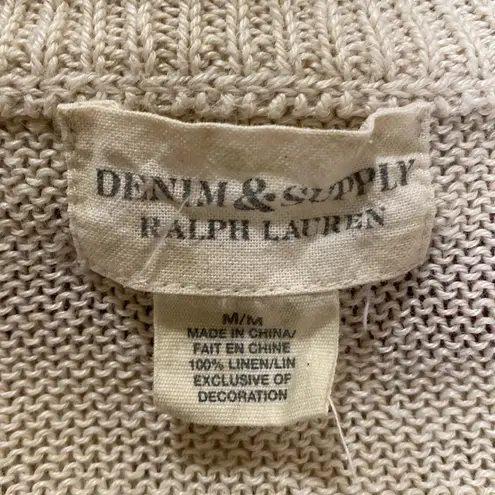 DENIM & SUPPLY
RALPH LAUREN
M/M
MADE IN CHINA/
FAIT EN CHINE
100% LINEN/LIN
EXCLUSIVE OF
DECORATION